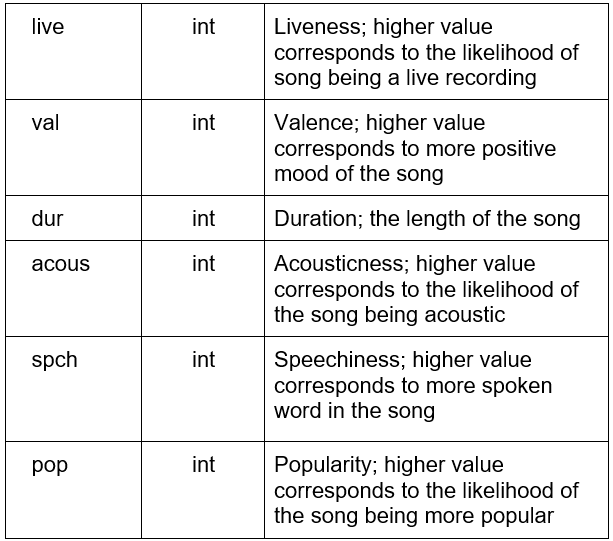 live int Liveness; higher value
corresponds to the likelihood of
song being a live recording
val int Valence; higher value
corresponds to more positive
mood of the song
dur int Duration; the length of the song
acous int Acousticness; higher value
corresponds to the likelihood of
the song being acoustic
spch int Speechiness; higher value
corresponds to more spoken
word in the song
pop int Popularity; higher value
corresponds to the likelihood of
the song being more popular